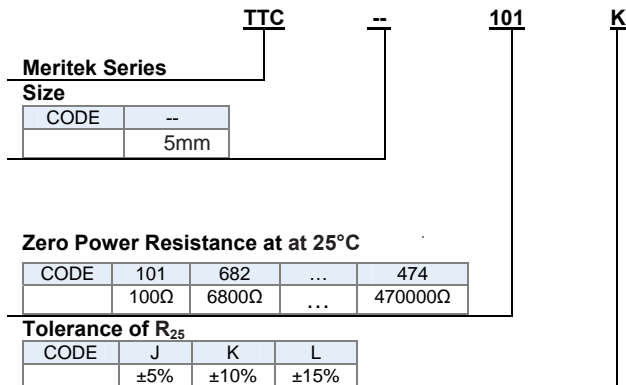 TTC -- 101 K
Meritek Series
Size
CODE --
5mm
Zero Power Resistance at at 25°C
CODE 101 682 … 474
100Ω 6800Ω … 470000Ω
Tolerance of R25
CODE J K L
±5% ±10% ±15%